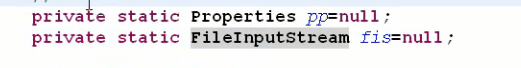 private static Properties pp=null;
private static FileInputStream fis=null;